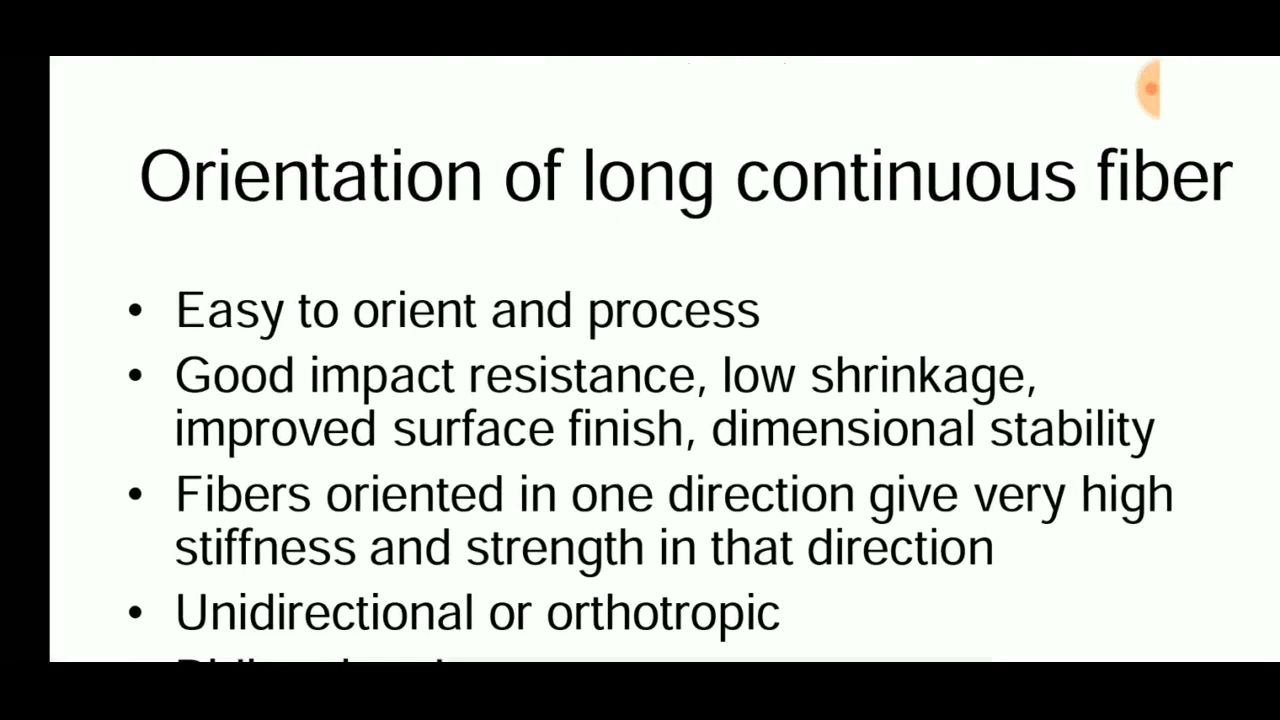 Orientation of long continuous fiber
• Easy to orient and process
• Good impact resistance, low shrinkage,
improved surface finish, dimensional stability
• Fibers oriented in one direction give very high
stiffness and strength in that direction
• Unidirectional or orthotropic